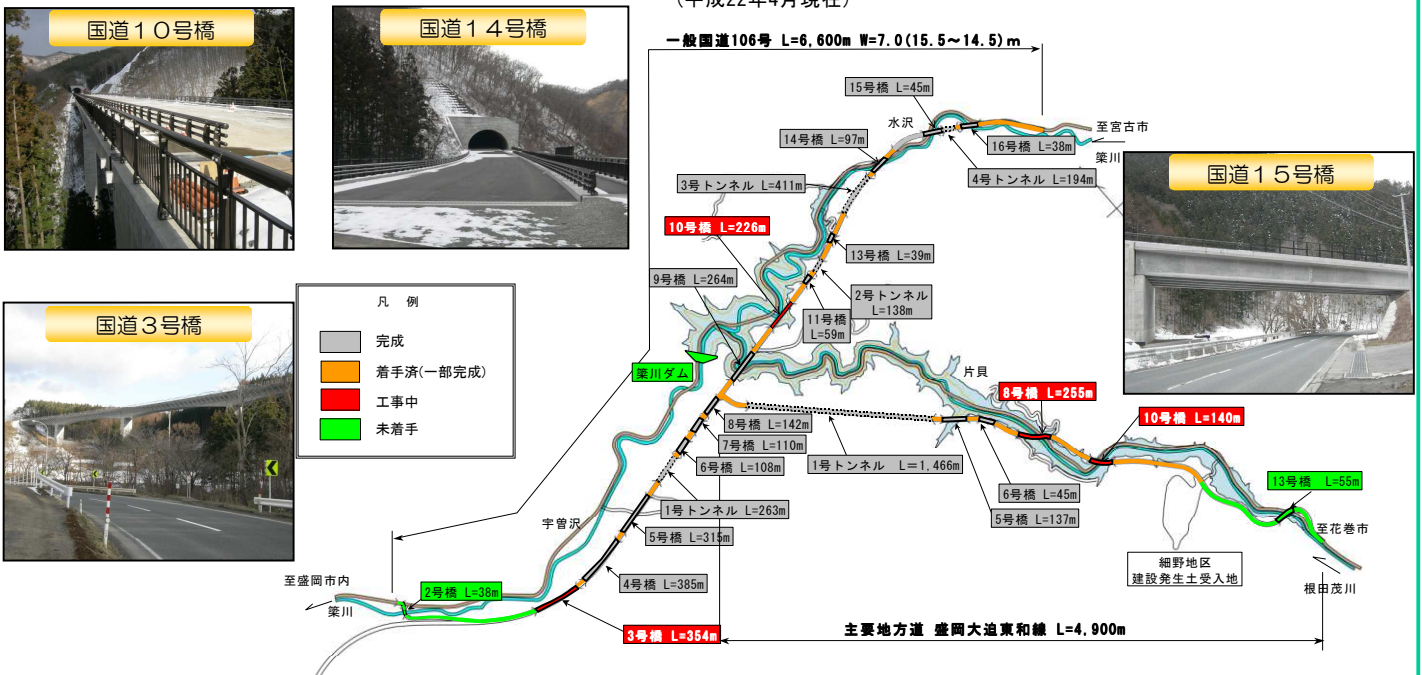 (平成22年4月現在)
国道10号橋
国道14号橋
一般国道106号 L=6,600m W=7.0(15.5~14.5)m
15号橋 L=45m
水沢
至宮古市
14号橋 L=97m
16号橋 L=38m
簗川
4号トンネル L=194m
国道15号橋
3号トンネル L=411m
10号橋 L=226m
13号橋 L=39m
9号橋 L=264m
2号トンネル
L=138m
11号橋
L=59m
国道3号橋
凡 例
完成
着手済(一部完成)
工事中
未着手
簗川ダム
片貝
8号橋 L=255m
10号橋 L=140m
8号橋 L=142m
7号橋 L=110m
6号橋 L=108m
1号トンネル L=1,466m
6号橋 L=45m
13号橋 L=55m
1号トンネル L=263m
5号橋 L=137m
宇曽沢
5号橋 L=315m
至花巻市
細野地区
建設発生土受入地
4号橋 L=385m
至盛岡市内
2号橋 L=38m
根田茂川
簗川
3号橋 L=354m
主要地方道 盛岡大迫東和線 L=4,900m